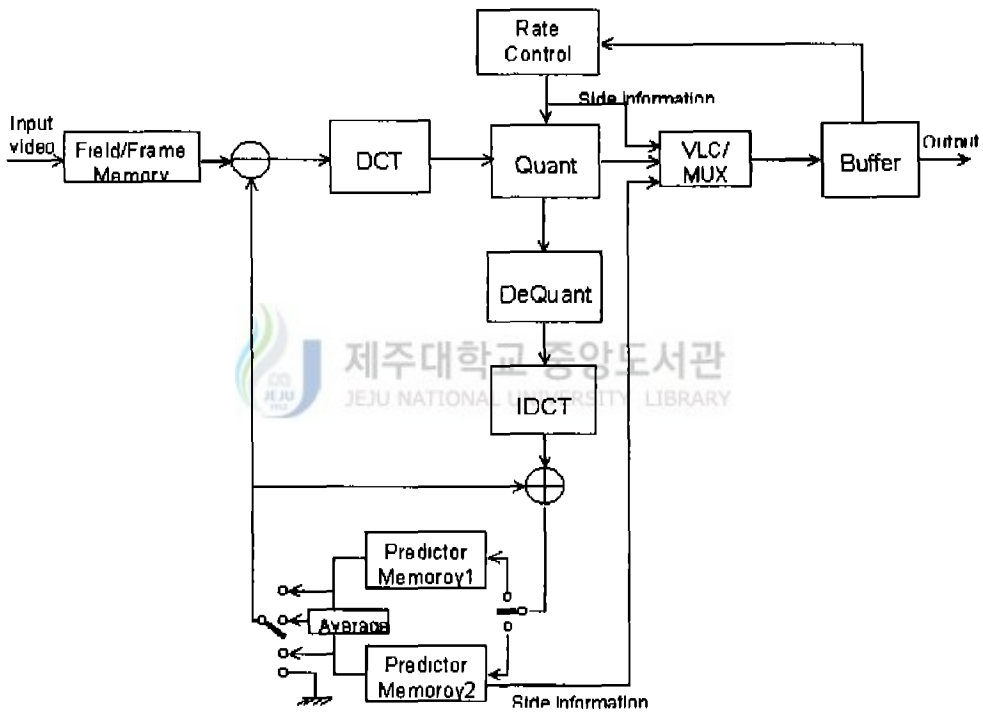 Rate
Control
Side Information
Input
video
Field/Frame
Memory
DCT
Quant
VLC/
MUX
Buffer
Output
DeQuant
제주대학교 중앙도서관
JEJU NATIONAL UNIVERSITY LIBRARY
JEJU
IDCT
Predictor
Memoroy1
Average
Predictor
Memoroy2
Side Information